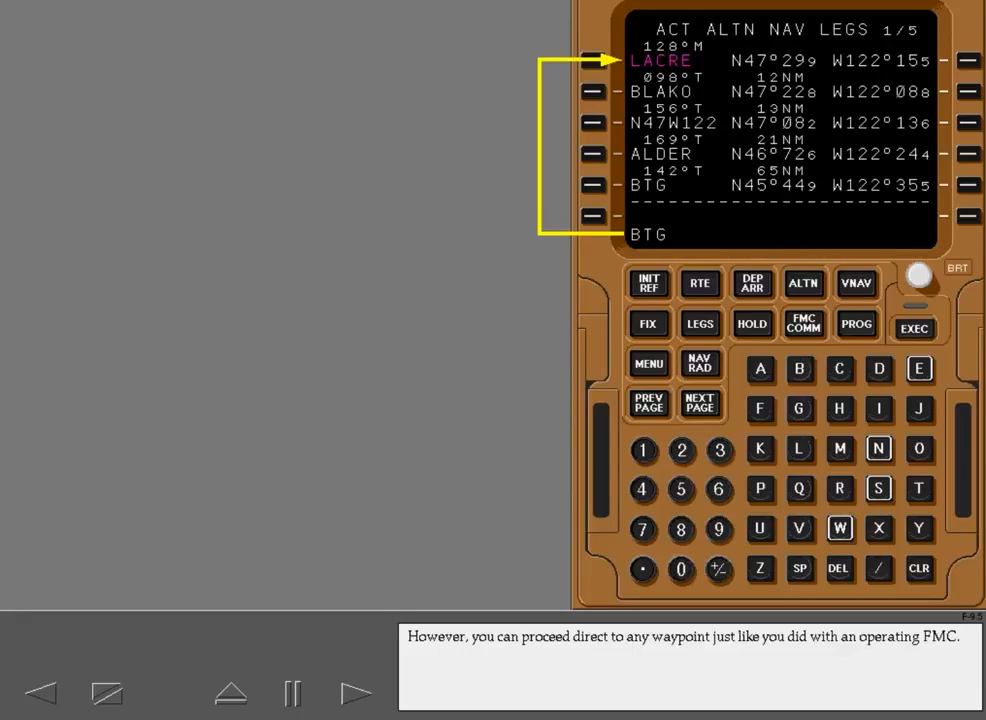 ACT ALTN NAV LEGS 1/5
128°M
LACRE N47°299 W122°155
098°T 12NM
BLAKO N47°228 W122°088
156°T 13NM
N47W122 N47°082 W122°136
169°T 21NM
ALDER N46°726 W122°244
142°T 65NM
BTG N45°449 W122°355
------------------------
BTG
BRT
INIT REF RTE DEP ARR ALTN VNAV
FIX LEGS HOLD FMC COMM PROG EXEC
MENU NAV RAD
PREV PAGE NEXT PAGE
A B C D E
F G H I J
1 2 3 K L M N O
4 5 6 P Q R S T
7 8 9 U V W X Y
. 0 +/- Z SP DEL / CLR
F-9.5
However, you can proceed direct to any waypoint just like you did with an operating FMC.